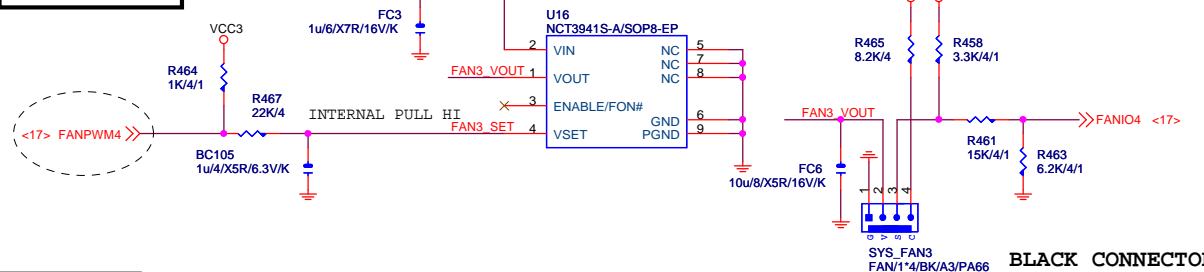 FC3
1u/6/X7R/16V/K
VCC3
R464
1K/4/1
R467
22K/4
<17> FANPWM4
BC105
1u/4/X5R/6.3V/K
INTERNAL PULL HI
U16
NCT3941S-A/SOP8-EP
2 VIN
FAN3_VOUT 1 VOUT
3 ENABLE/FON#
FAN3_SET 4 VSET
NC 5
NC 7
NC 8
GND 6
PGND 9
R465
8.2K/4
R458
3.3K/4/1
FAN3_VOUT
FC6
10u/8/X5R/16V/K
FANIO4 <17>
R461
15K/4/1
R463
6.2K/4/1
1 2 3 4
G V S C
SYS_FAN3
FAN/1*4/BK/A3/PA66
BLACK CONNECTO